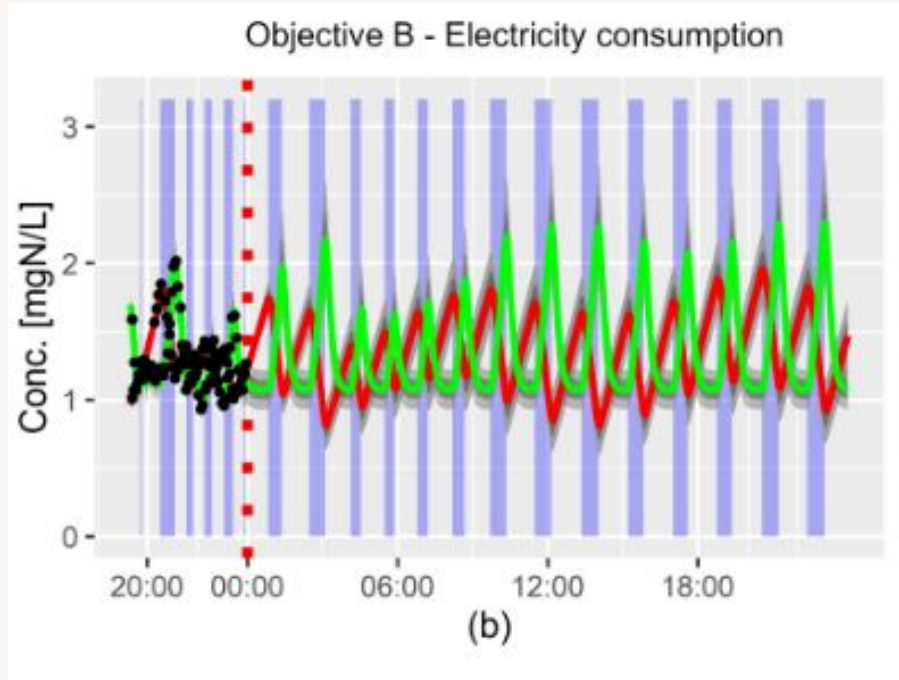 Objective B - Electricity consumption
Conc. [mgN/L]
3
2
1
0
20:00 00:00 06:00 12:00 18:00
(b)